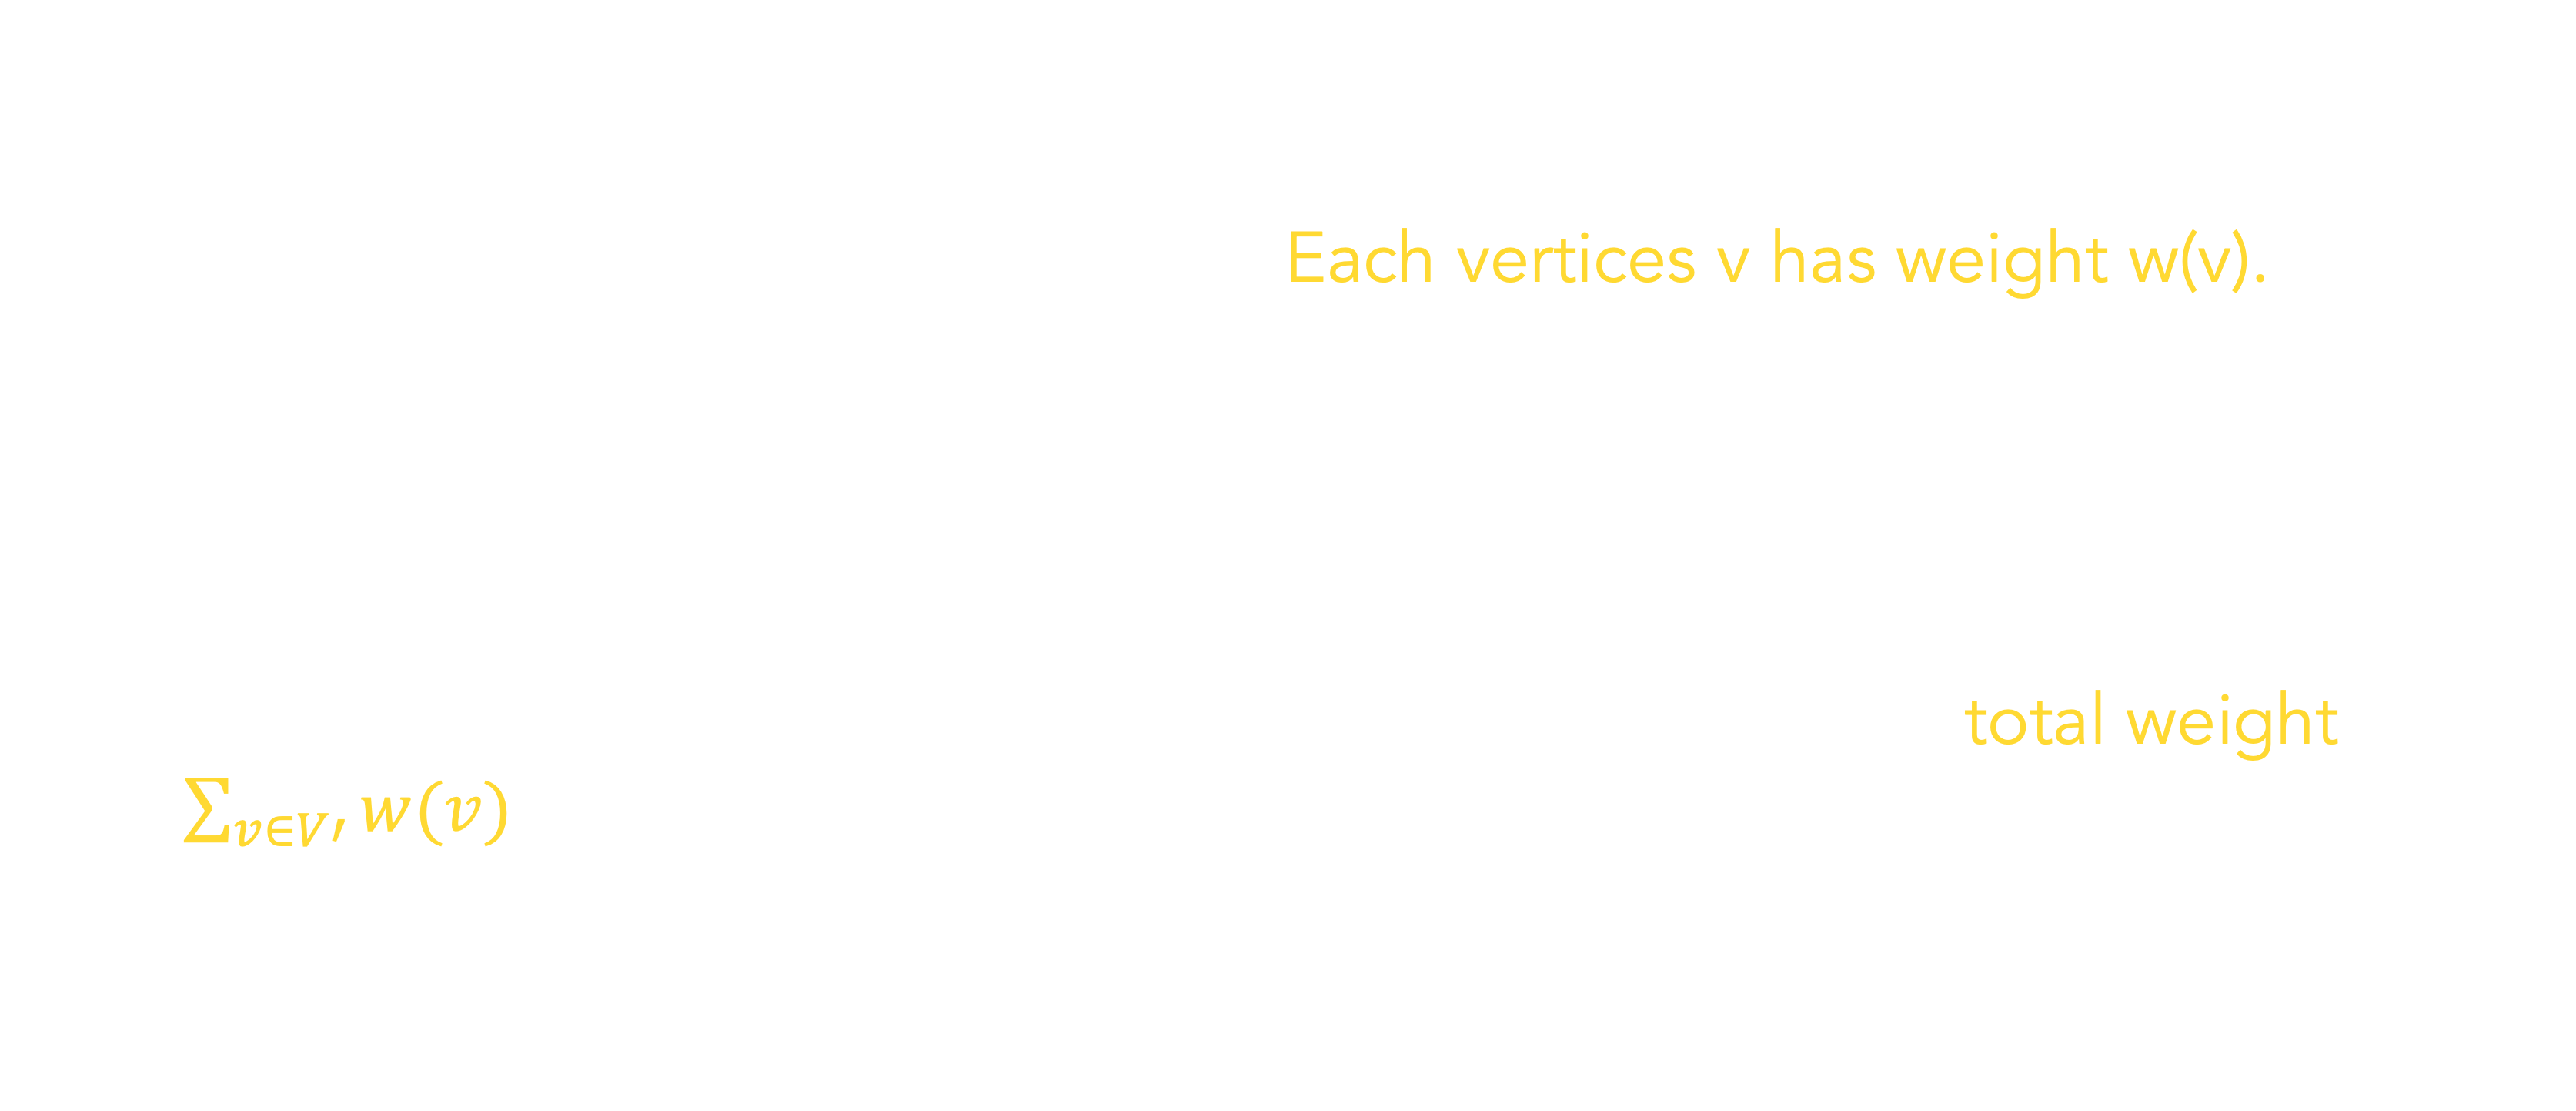 Each vertices v has weight w(v).
total weight
∑v∈V′ w(v)